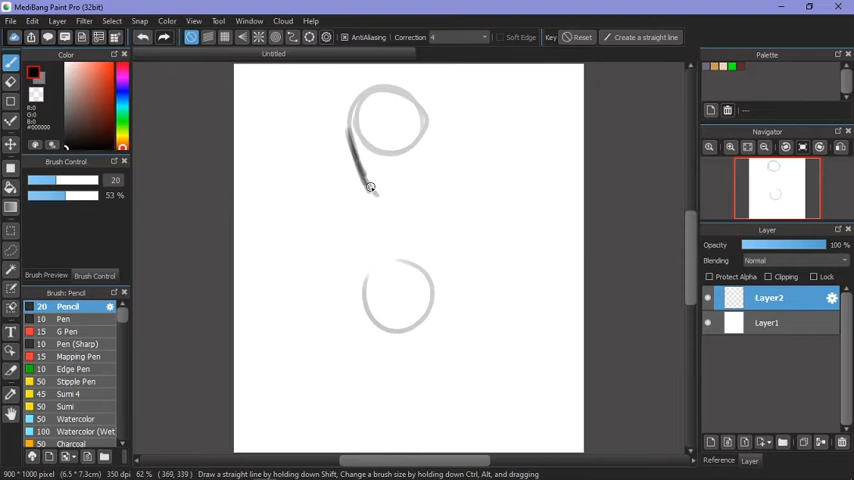 MediBang Paint Pro (32bit)
File Edit View Layer Filter Select Snap Color View Tool Window Cloud Help
AntiAliasing Correction 4 Soft Edge Key Reset Create a straight line
Untitled
Color
R:0
G:0
B:0
#000000
Brush Control
20
53 %
Brush Preview Brush Control
Brush: Pencil
20 Pencil
10 Pen
15 G Pen
10 Pen (Sharp)
15 Mapping Pen
10 Edge Pen
50 Stipple Pen
45 Sumi 4
50 Sumi
50 Watercolor
100 Watercolor (Wet
50 Charcoal
Palette
---
Navigator
Layer
Opacity 100 %
Blending Normal
Protect Alpha Clipping Lock
Layer2
Layer1
Reference Layer
900 * 1000 pixel (6.5 * 7.3cm) 350 dpi 62 % ( 369, 339 ) Draw a straight line by holding down Shift, Change a brush size by holding down Ctrl, Alt, and dragging